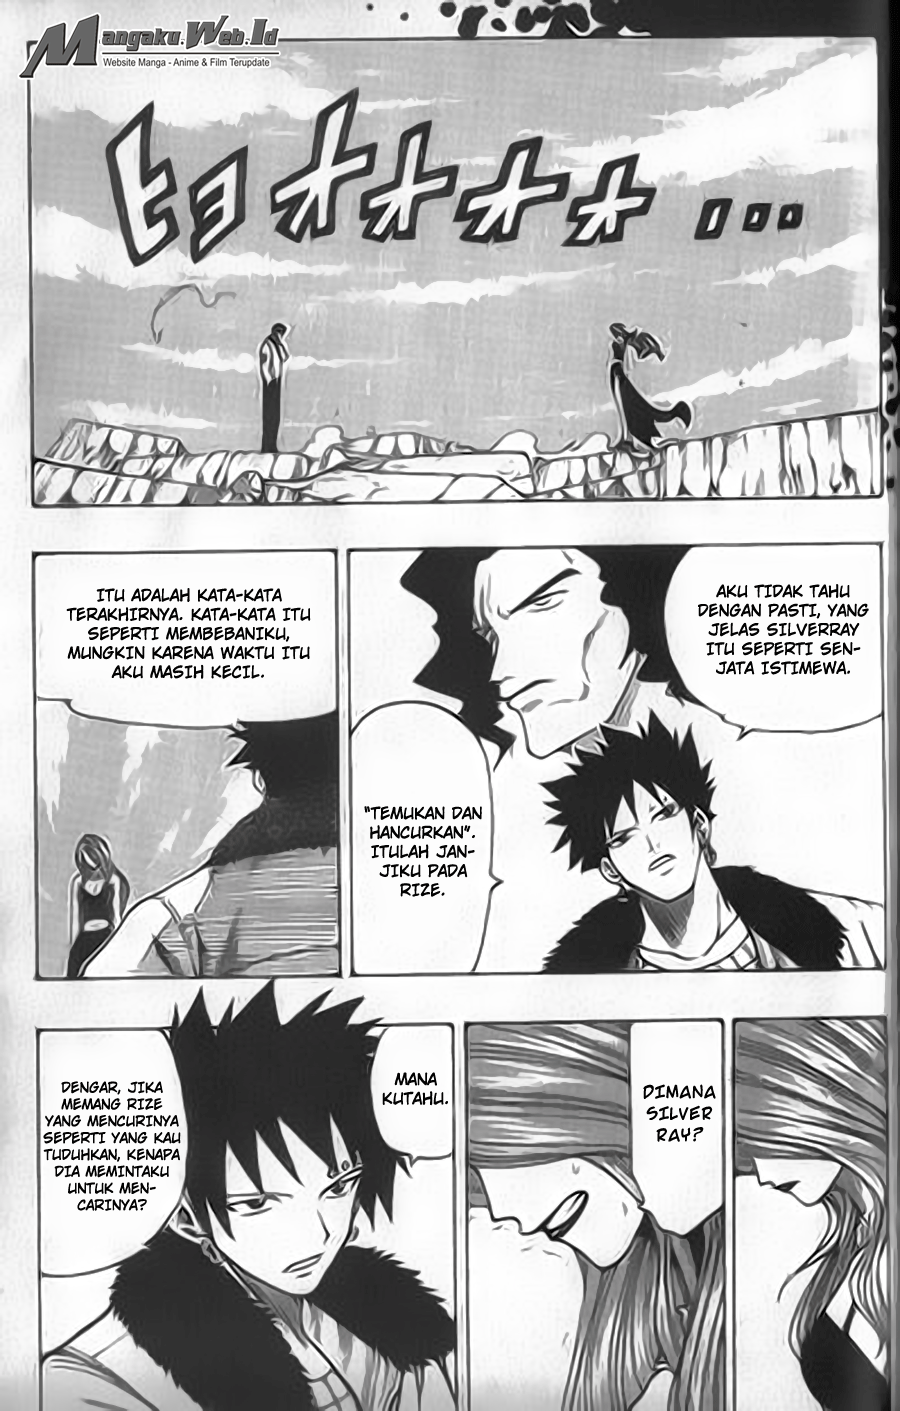 Mangaku.Web.Id
Website Manga - Anime & Film Terupdate
ヒョオオオオ...
AKU TIDAK TAHU
DENGAN PASTI, YANG
JELAS SILVERRAY
ITU SEPERTI SEN-
JATA ISTIMEWA.
"TEMUKAN DAN
HANCURKAN".
ITULAH JAN-
JIKU PADA
RIZE.
ITU ADALAH KATA-KATA
TERAKHIRNYA. KATA-KATA ITU
SEPERTI MEMBEBANIKU,
MUNGKIN KARENA WAKTU ITU
AKU MASIH KECIL.
DIMANA
SILVER
RAY?
MANA
KUTAHU.
DENGAR, JIKA
MEMANG RIZE
YANG MENCURINYA
SEPERTI YANG KAU
TUDUHKAN, KENAPA
DIA MEMINTAKU
UNTUK MEN-
CARINYA?